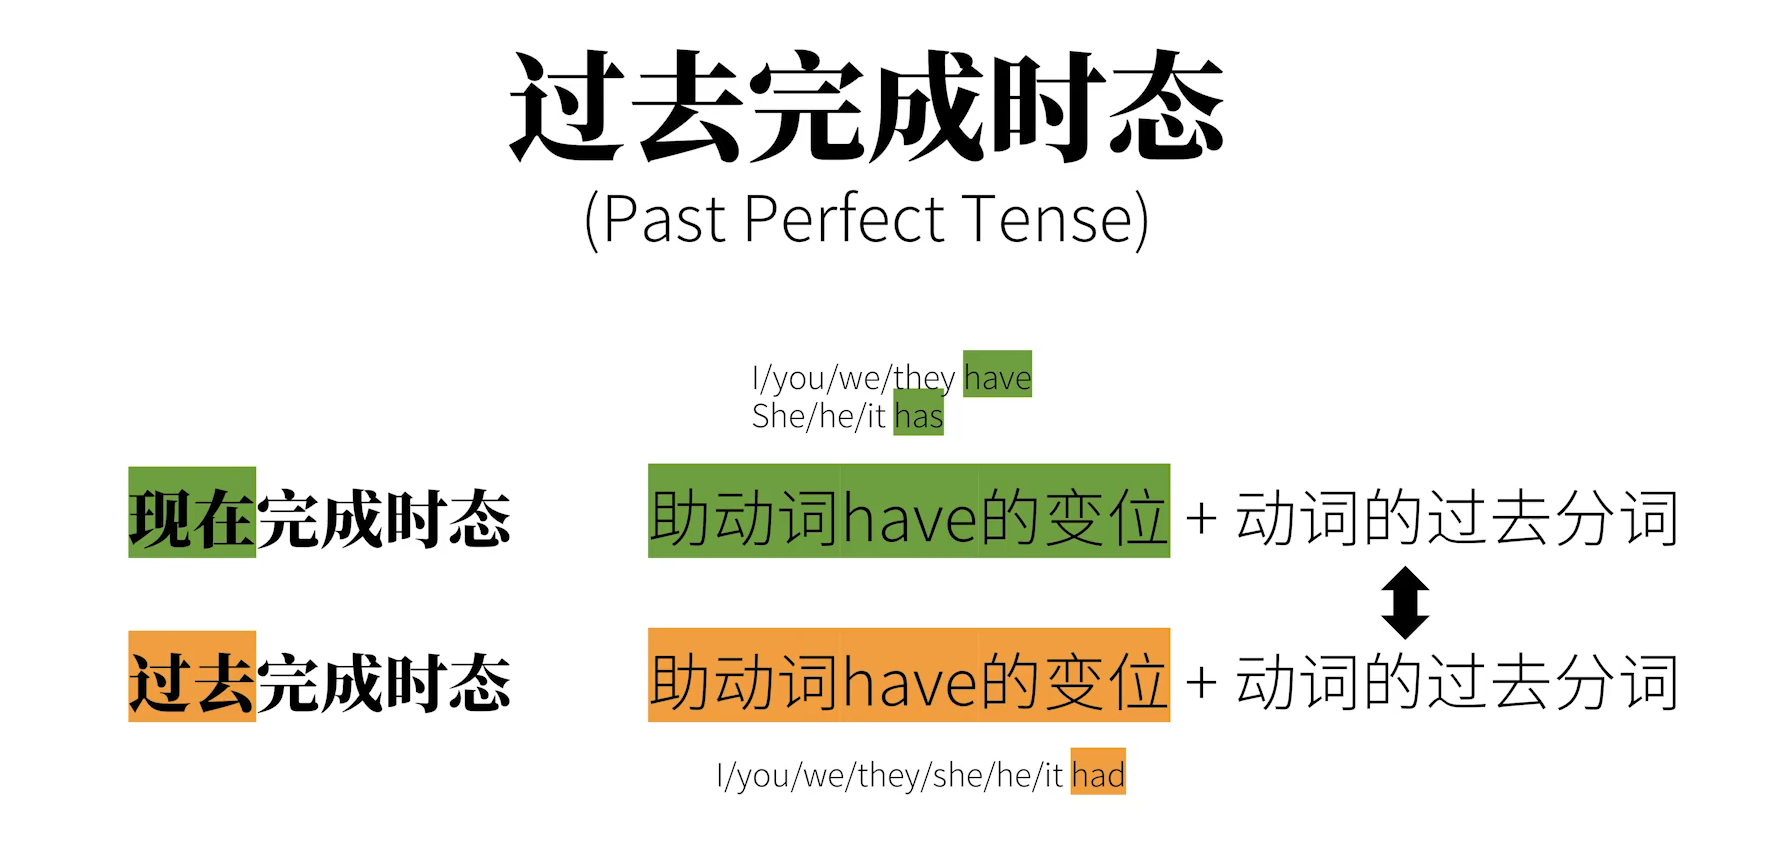 过去完成时态
(Past Perfect Tense)
I/you/we/they have
She/he/it has
现在完成时态 助动词have的变位 + 动词的过去分词
过去完成时态 助动词have的变位 + 动词的过去分词
I/you/we/they/she/he/it had